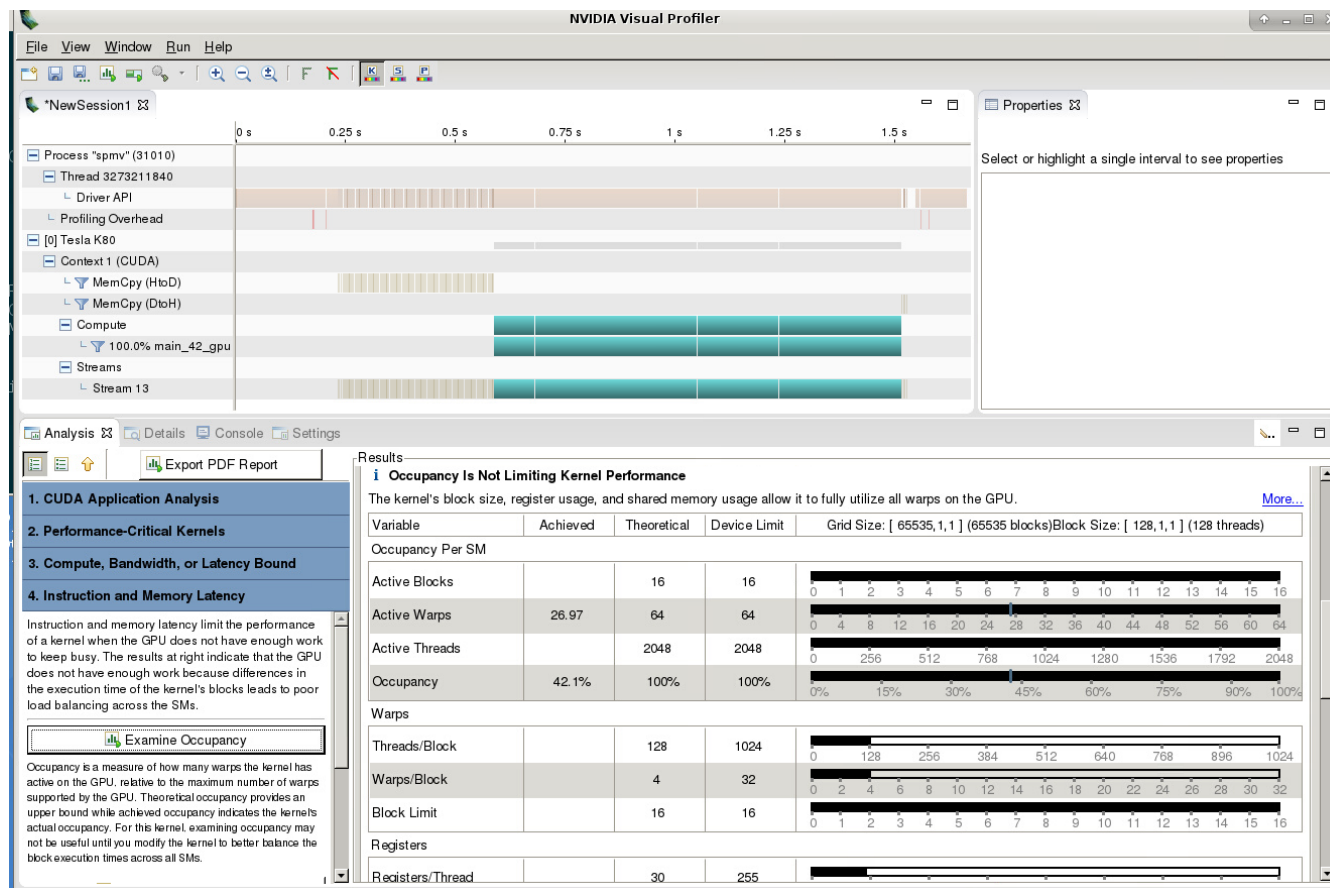 NVIDIA Visual Profiler
File View Window Run Help
*NewSession1
Properties
0 s 0.25 s 0.5 s 0.75 s 1 s 1.25 s 1.5 s
Process "spmv" (31010)
Thread 3273211840
Driver API
Profiling Overhead
[0] Tesla K80
Context 1 (CUDA)
MemCpy (HtoD)
MemCpy (DtoH)
Compute
100.0% main_42_gpu
Streams
Stream 13
Select or highlight a single interval to see properties
Analysis Details Console Settings
Export PDF Report
1. CUDA Application Analysis
2. Performance-Critical Kernels
3. Compute, Bandwidth, or Latency Bound
4. Instruction and Memory Latency
Instruction and memory latency limit the performance
of a kernel when the GPU does not have enough work
to keep busy. The results at right indicate that the GPU
does not have enough work because differences in
the execution time of the kernel's blocks leads to poor
load balancing across the SMs.
Examine Occupancy
Occupancy is a measure of how many warps the kernel has
active on the GPU, relative to the maximum number of warps
supported by the GPU. Theoretical occupancy provides an
upper bound while achieved occupancy indicates the kernel's
actual occupancy. For this kernel, examining occupancy may
not be useful until you modify the kernel to better balance the
block execution times across all SMs.
Results
i Occupancy Is Not Limiting Kernel Performance
The kernel's block size, register usage, and shared memory usage allow it to fully utilize all warps on the GPU. More...
Variable Achieved Theoretical Device Limit Grid Size: [ 65535,1,1 ] (65535 blocks)Block Size: [ 128,1,1 ] (128 threads)
Occupancy Per SM
Active Blocks 16 16
0 1 2 3 4 5 6 7 8 9 10 11 12 13 14 15 16
Active Warps 26.97 64 64
0 4 8 12 16 20 24 28 32 36 40 44 48 52 56 60 64
Active Threads 2048 2048
0 256 512 768 1024 1280 1536 1792 2048
Occupancy 42.1% 100% 100%
0% 15% 30% 45% 60% 75% 90% 100%
Warps
Threads/Block 128 1024
0 128 256 384 512 640 768 896 1024
Warps/Block 4 32
0 2 4 6 8 10 12 14 16 18 20 22 24 26 28 30 32
Block Limit 16 16
0 1 2 3 4 5 6 7 8 9 10 11 12 13 14 15 16
Registers
Registers/Thread 30 255